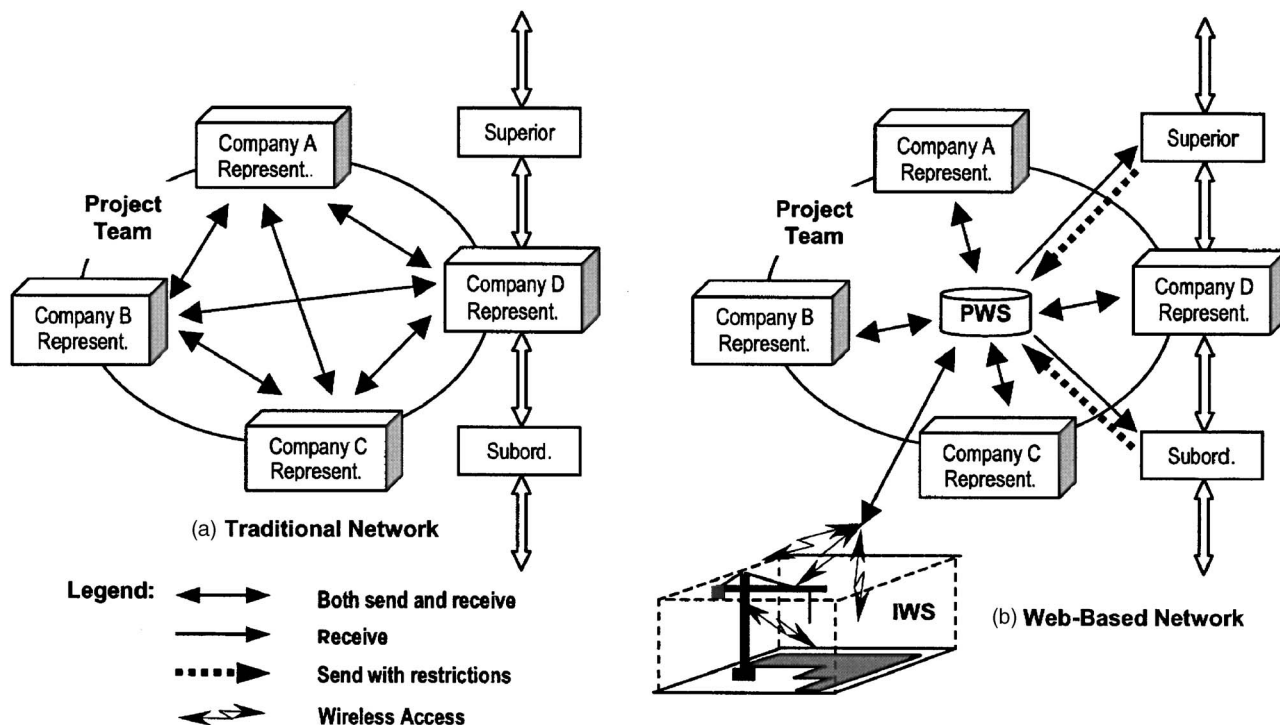 Company A
Represent..
Superior
Project
Team
Company B
Represent.
Company D
Represent.
Company C
Represent.
Subord.
(a) Traditional Network
Legend:
Both send and receive
Receive
Send with restrictions
Wireless Access
Company A
Represent.
Superior
Project
Team
Company B
Represent.
PWS
Company D
Represent.
Company C
Represent.
Subord.
IWS
(b) Web-Based Network